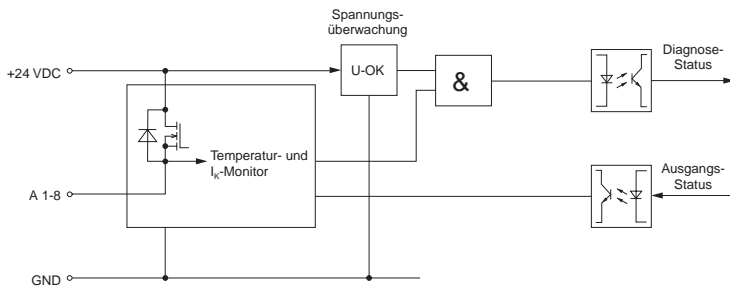 Spannungs-
überwachung
+24 VDC
U-OK
&
Diagnose-
Status
Temperatur- und
IK-Monitor
A 1-8
Ausgangs-
Status
GND